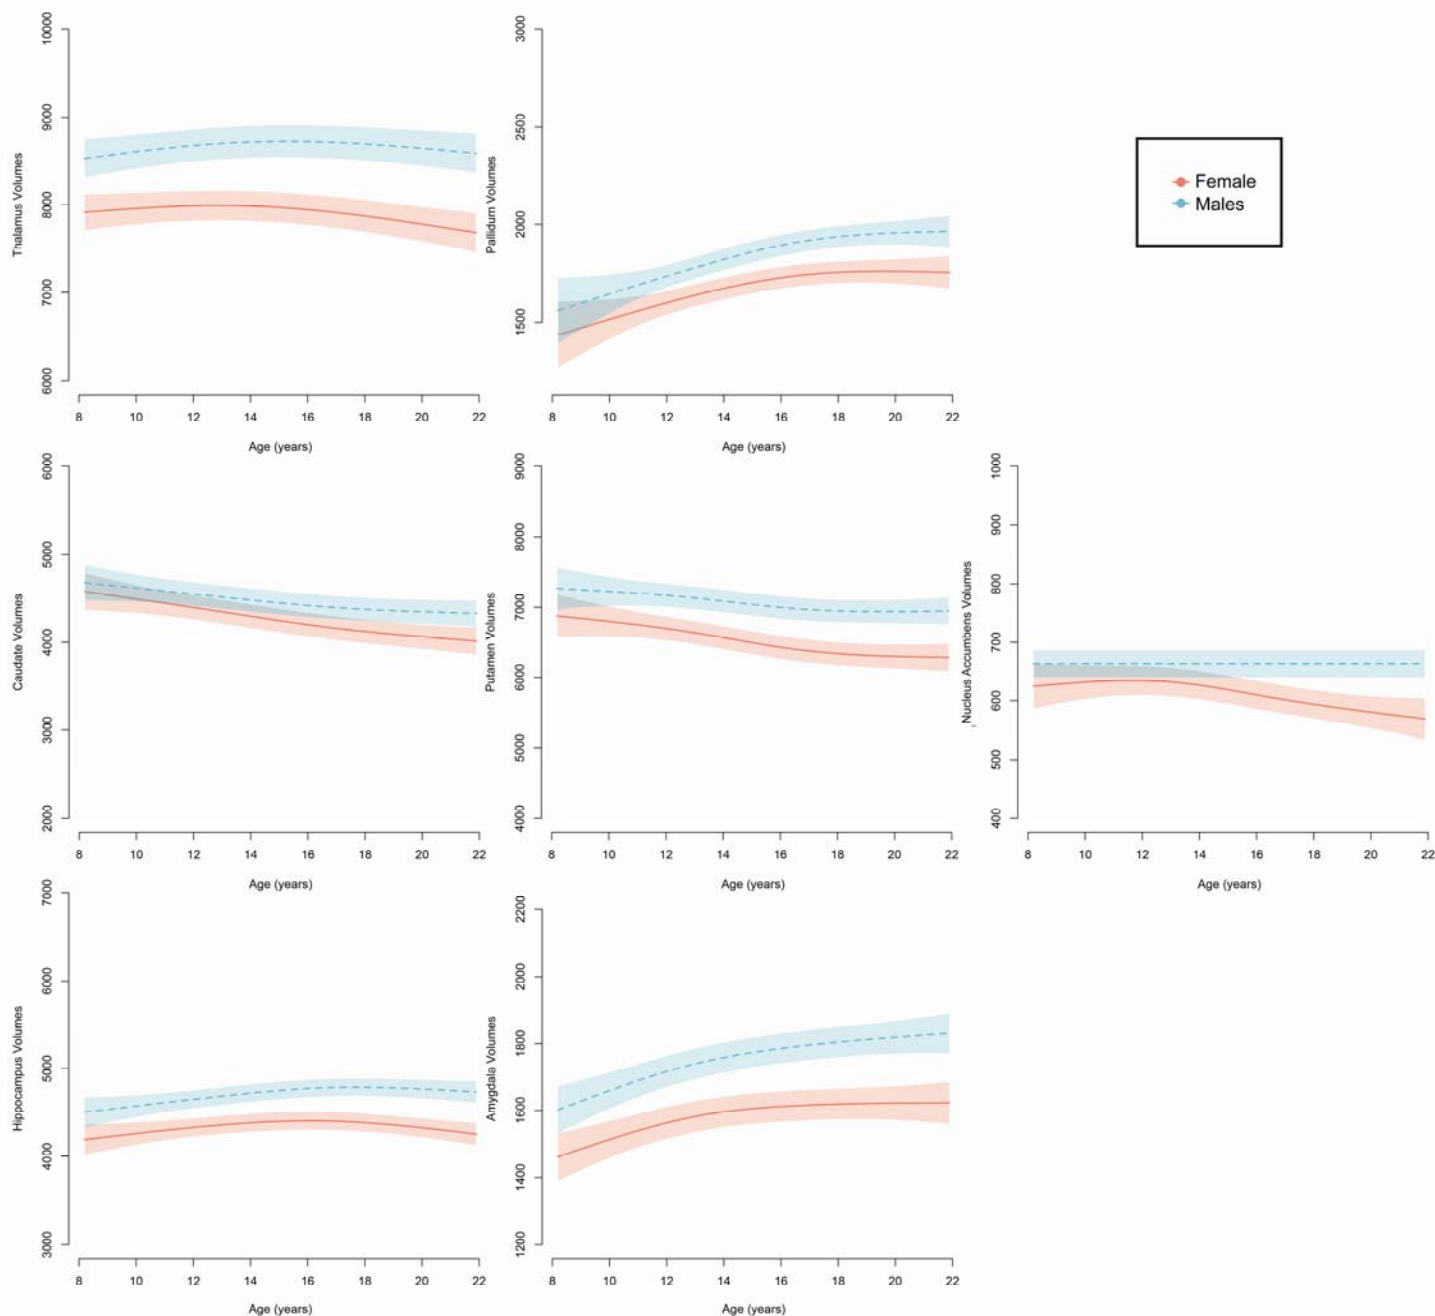 Thalamus Volumes
10000
9000
8000
7000
6000
8 10 12 14 16 18 20 22
Age (years)
Pallidum Volumes
3000
2500
2000
1500
8 10 12 14 16 18 20 22
Age (years)
Female
Males
Caudate Volumes
6000
5000
4000
3000
2000
8 10 12 14 16 18 20 22
Age (years)
Putamen Volumes
9000
8000
7000
6000
5000
4000
8 10 12 14 16 18 20 22
Age (years)
Nucleus Accumbens Volumes
1000
900
800
700
600
500
400
8 10 12 14 16 18 20 22
Age (years)
Hippocampus Volumes
7000
6000
5000
4000
3000
8 10 12 14 16 18 20 22
Age (years)
Amygdala Volumes
2200
2000
1800
1600
1400
1200
8 10 12 14 16 18 20 22
Age (years)